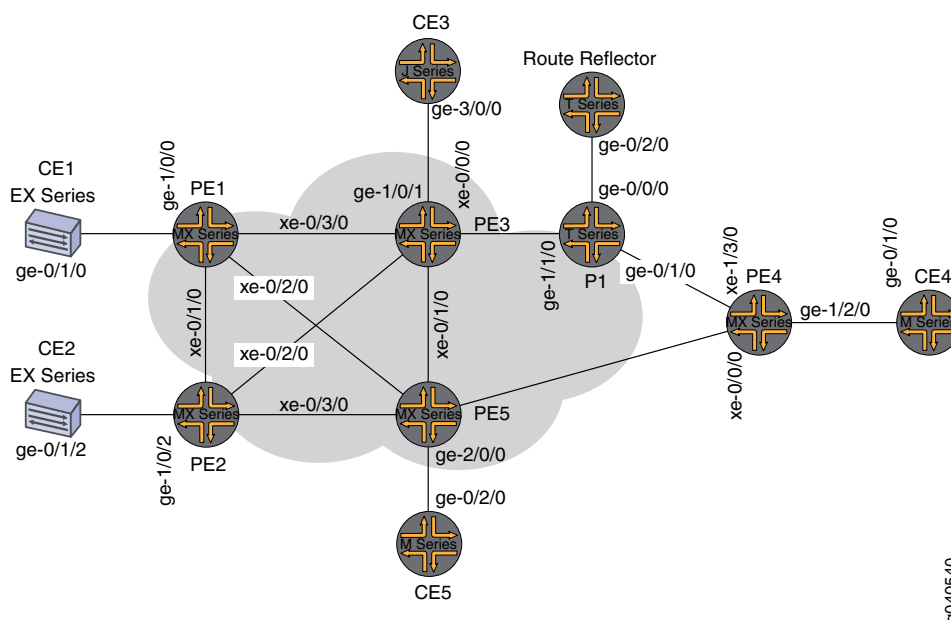 CE3
J Series
ge-3/0/0
Route Reflector
T Series
ge-0/2/0
CE1
EX Series
ge-0/1/0
ge-1/0/0
PE1
MX Series
xe-0/3/0
ge-1/0/1
xe-0/0/0
MX Series
PE3
ge-0/0/0
T Series
P1
ge-1/1/0
ge-0/1/0
xe-1/3/0
PE4
MX Series
xe-0/0/0
ge-1/2/0
ge-0/1/0
CE4
M Series
xe-0/1/0
xe-0/2/0
xe-0/2/0
xe-0/1/0
CE2
EX Series
ge-0/1/2
ge-1/0/2
MX Series
PE2
xe-0/3/0
MX Series
PE5
ge-2/0/0
ge-0/2/0
M Series
CE5
g040540